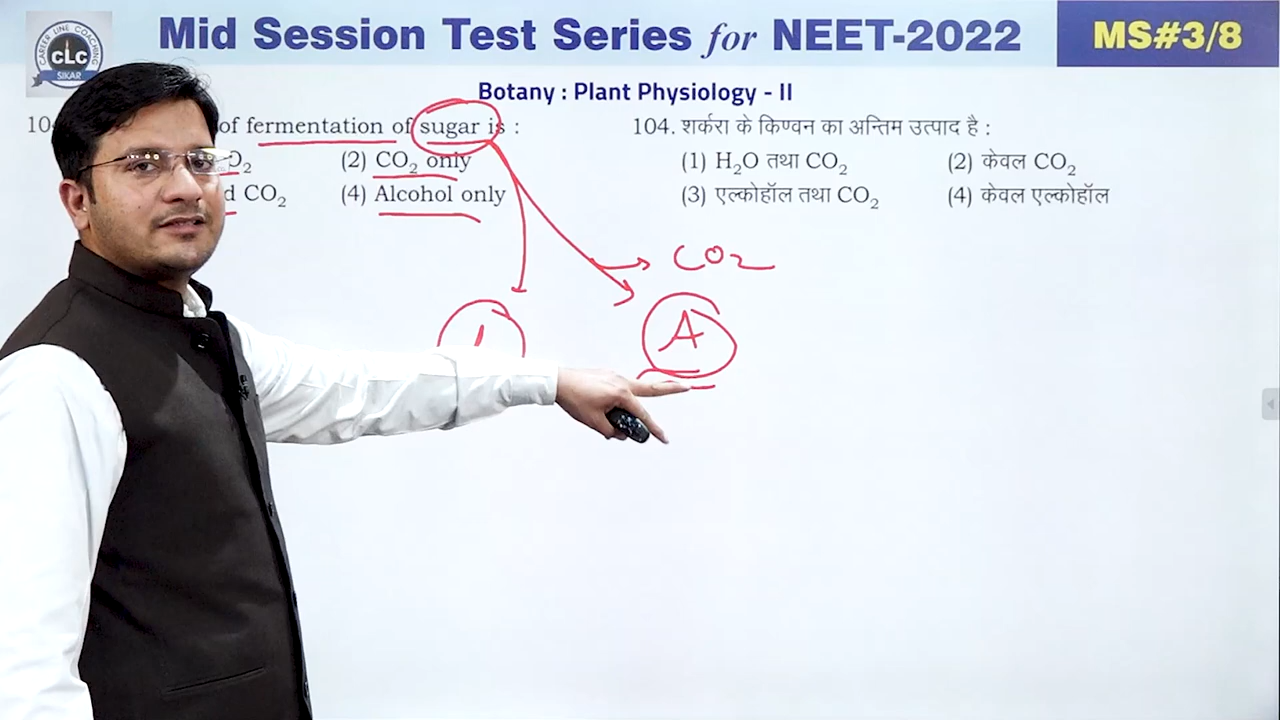 CAREER LINE COACHING
CLC
SIKAR
Mid Session Test Series for NEET-2022
MS#3/8
Botany : Plant Physiology - II
of fermentation of sugar is :
(2) CO₂ only
CO₂
(4) Alcohol only
104. शर्करा के किण्वन का अन्तिम उत्पाद है :
(1) H₂O तथा CO₂
(2) केवल CO₂
(3) एल्कोहॉल तथा CO₂
(4) केवल एल्कोहॉल
CO₂
A